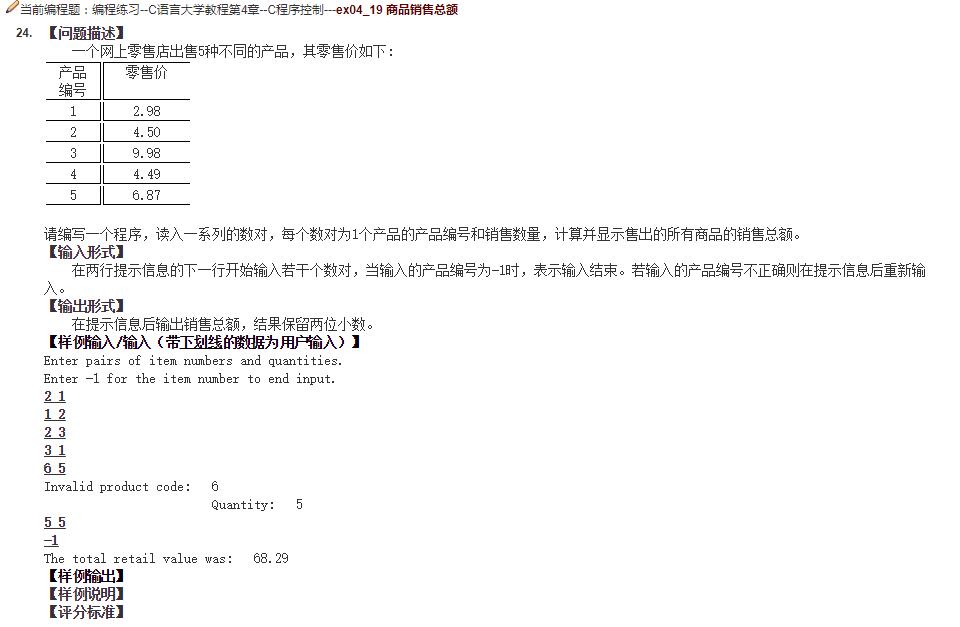 当前编程题：编程练习--C语言大学教程第4章--C程序控制---ex04_19 商品销售总额
24. 【问题描述】
一个网上零售店出售5种不同的产品，其零售价如下：
产品 零售价
编号
1 2.98
2 4.50
3 9.98
4 4.49
5 6.87
请编写一个程序，读入一系列的数对，每个数对为1个产品的产品编号和销售数量，计算并显示售出的所有商品的销售总额。
【输入形式】
在两行提示信息的下一行开始输入若干个数对，当输入的产品编号为-1时，表示输入结束。若输入的产品编号不正确则在提示信息后重新输
入。
【输出形式】
在提示信息后输出销售总额，结果保留两位小数。
【样例输入/输入（带下划线的数据为用户输入）】
Enter pairs of item numbers and quantities.
Enter -1 for the item number to end input.
2 1
1 2
2 3
3 1
6 5
Invalid product code: 6
Quantity: 5
5 5
-1
The total retail value was: 68.29
【样例输出】
【样例说明】
【评分标准】